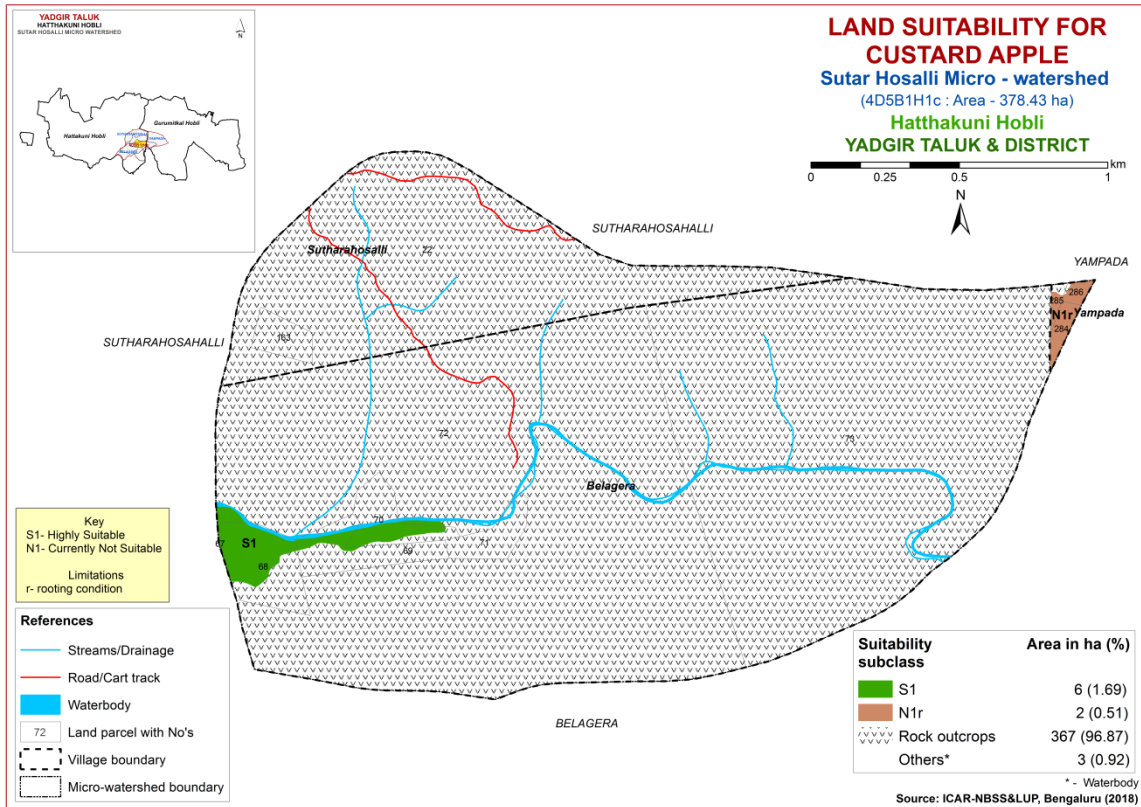 YADGIR TALUK
HATTHAKUNI HOBLI
SUTAR HOSALLI MICRO WATERSHED
N
Hattakuni Hobli
Gurumitkal Hobli
LAND SUITABILITY FOR
CUSTARD APPLE
Sutar Hosalli Micro - watershed
(4D5B1H1c : Area - 378.43 ha)
Hatthakuni Hobli
YADGIR TALUK & DISTRICT
km
0 0.25 0.5 1
N
SUTHARAHOSAHALLI
Sutharahosalli
22
YAMPADA
286
285
N1r
Yampada
284
163
SUTHARAHOSAHALLI
72
73
Belagera
70
67
S1
71
69
68
BELAGERA
Key
S1- Highly Suitable
N1- Currently Not Suitable
Limitations
r- rooting condition
References
Streams/Drainage
Road/Cart track
Waterbody
72 Land parcel with No's
Village boundary
Micro-watershed boundary
Suitability subclass Area in ha (%)
S1 6 (1.69)
N1r 2 (0.51)
Rock outcrops 367 (96.87)
Others* 3 (0.92)
* - Waterbody
Source: ICAR-NBSS&LUP, Bengaluru (2018)